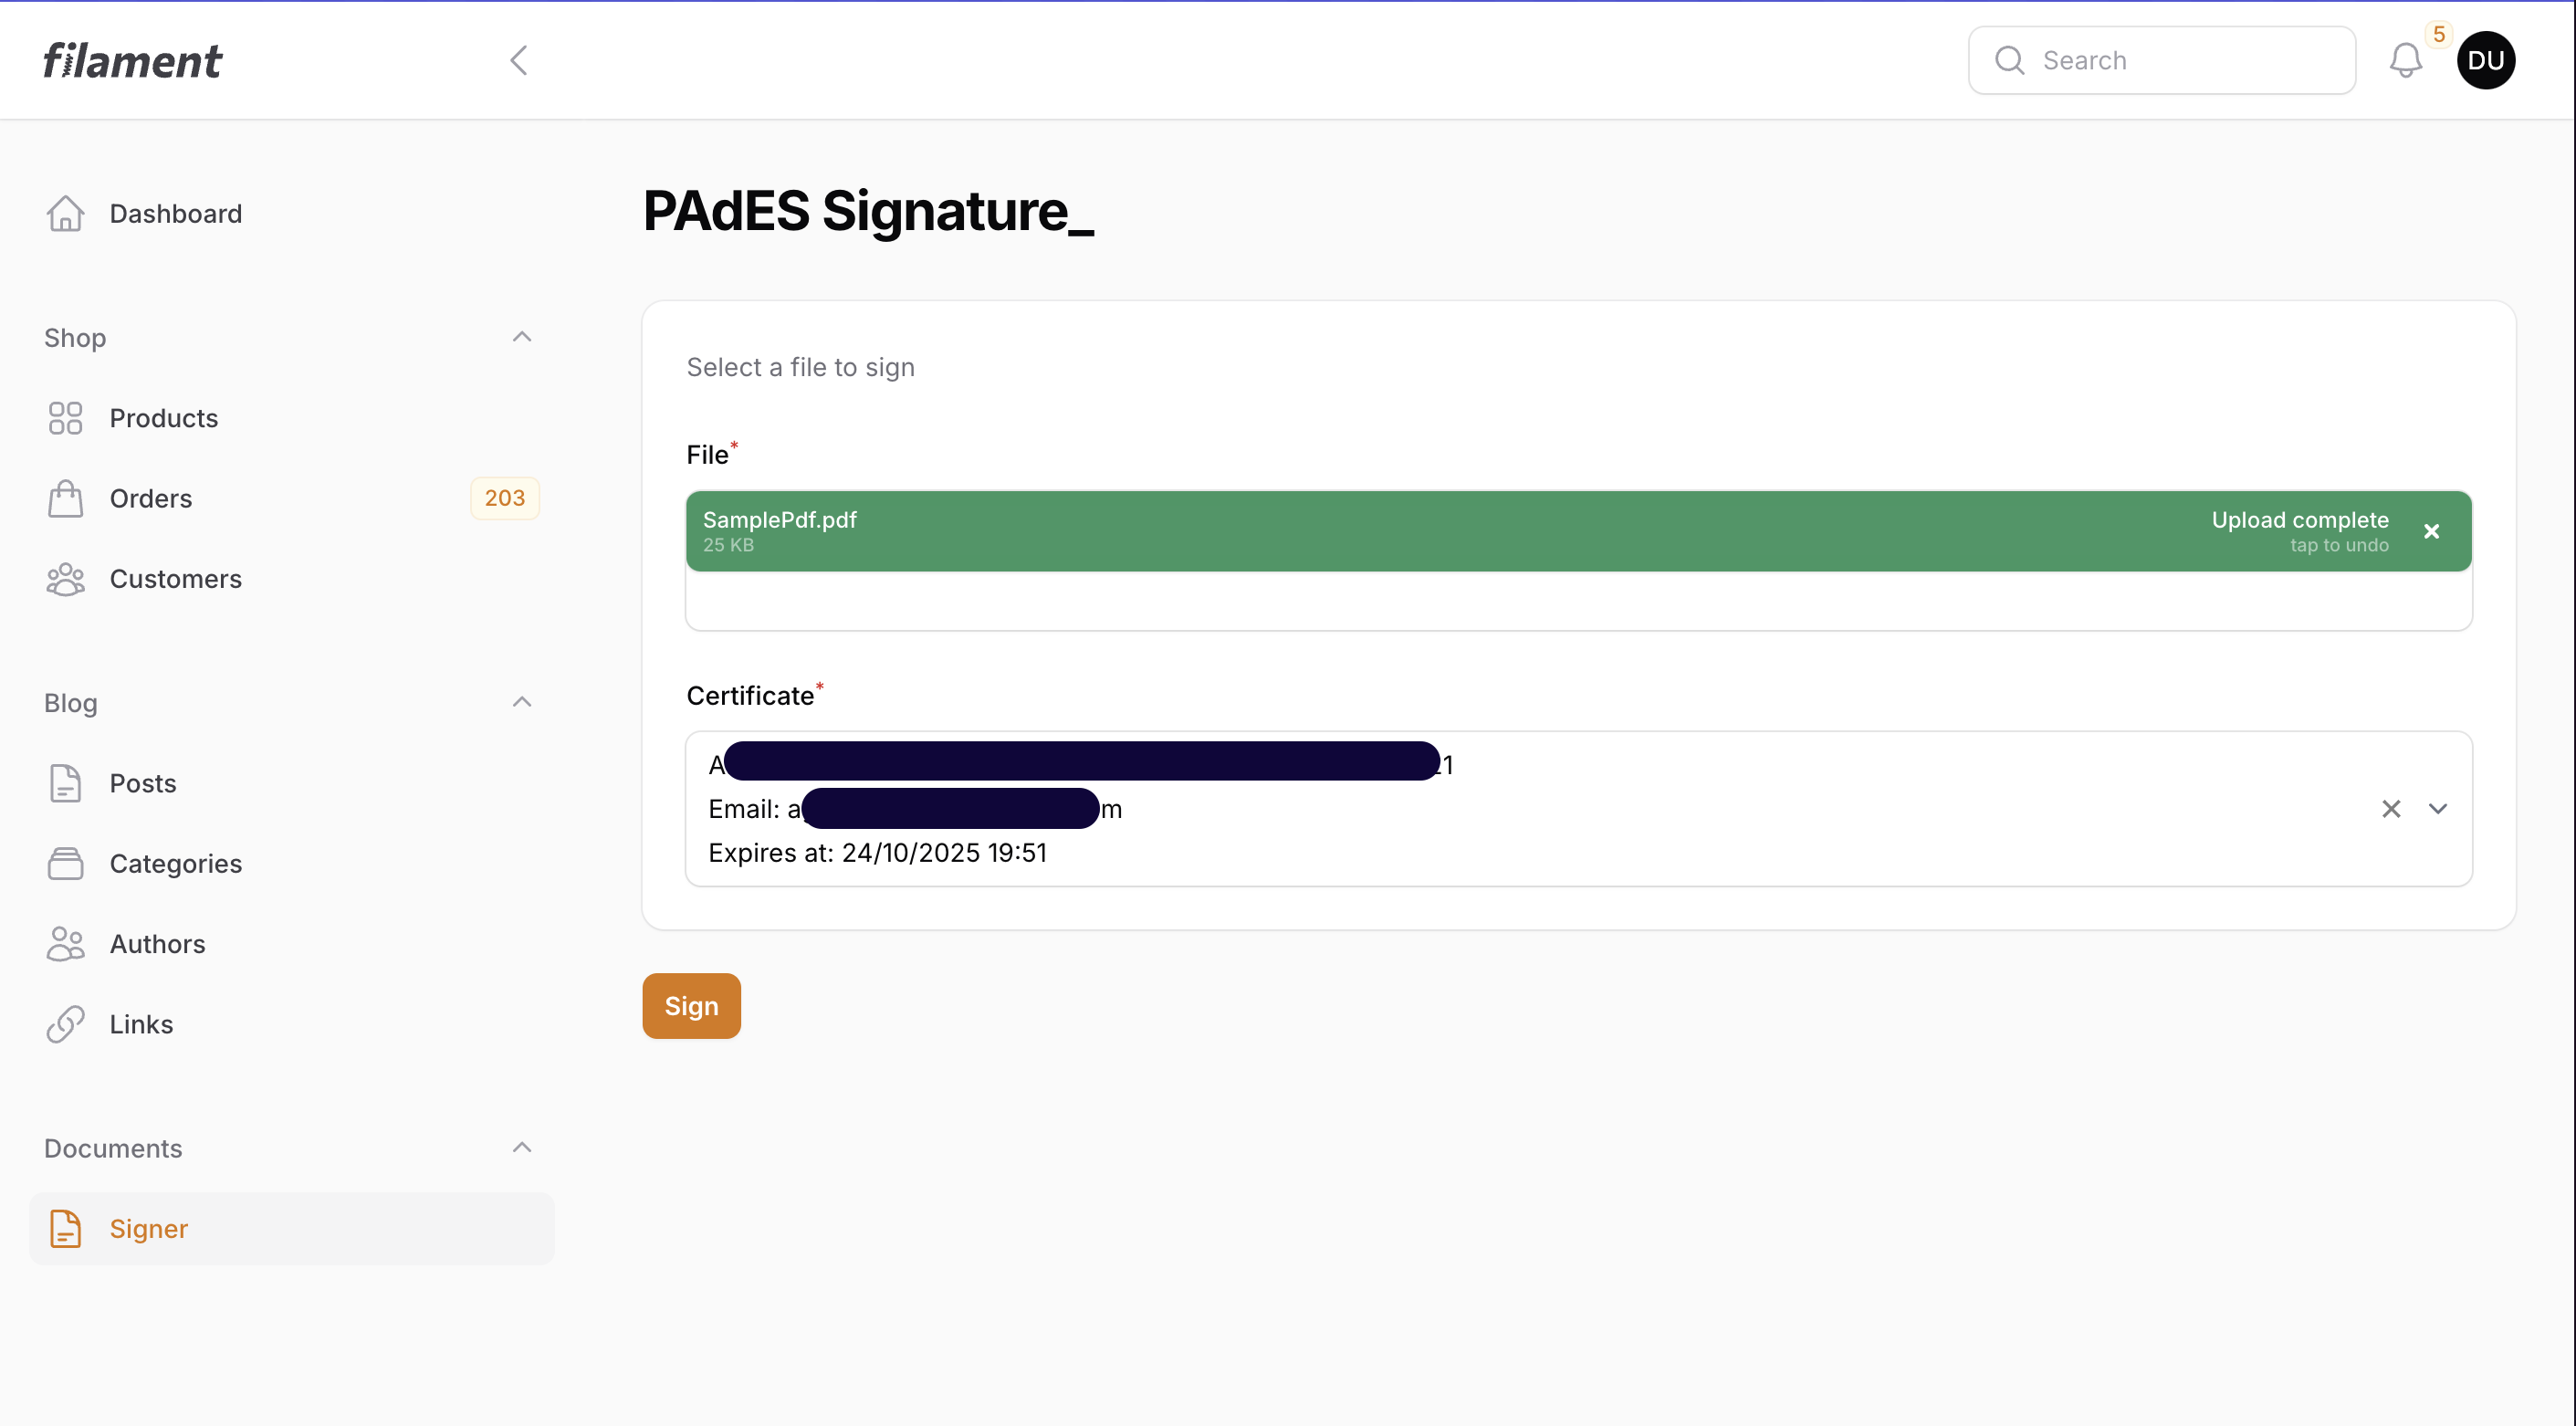 filament
Search
5
DU
Dashboard
Shop
Products
Orders
203
Customers
Blog
Posts
Categories
Authors
Links
Documents
Signer
PAdES Signature_
Select a file to sign
File*
SamplePdf.pdf
25 KB
Upload complete
tap to undo
Certificate*
A 1
Email: a m
Expires at: 24/10/2025 19:51
Sign